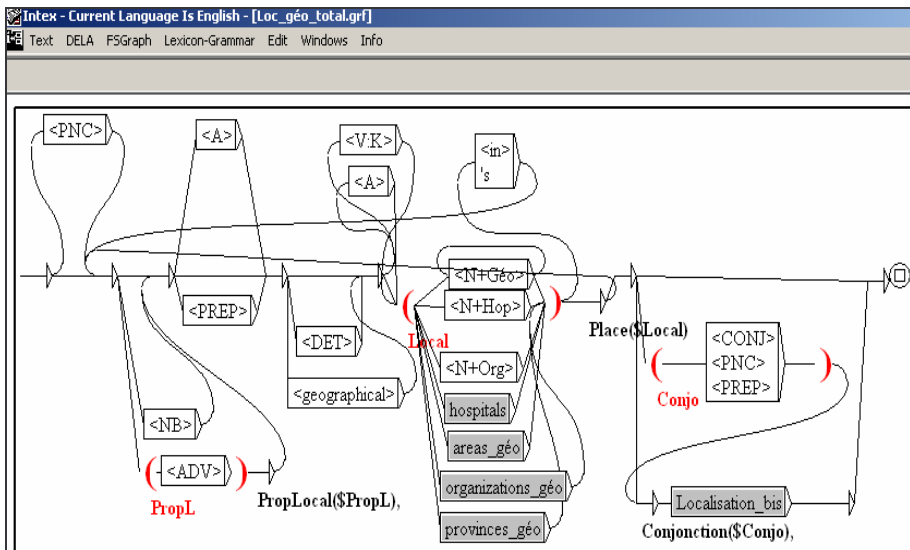 Intex - Current Language Is English - [Loc_géo_total.grf]
Text DELA FSGraph Lexicon-Grammar Edit Windows Info
<PNC>
<A>
<V:K>
<A>
<in>
's
<PREP>
<DET>
<geographical>
<NB>
(
<ADV>
)
PropL
PropLocal($PropL),
(
Local
<N+Géo>
<N+Hop>
<N+Org>
hospitals
areas_géo
organizations_géo
provinces_géo
)
Place($Local)
(
Conjo
<CONJ>
<PNC>
<PREP>
)
Localisation_bis
Conjonction($Conjo),